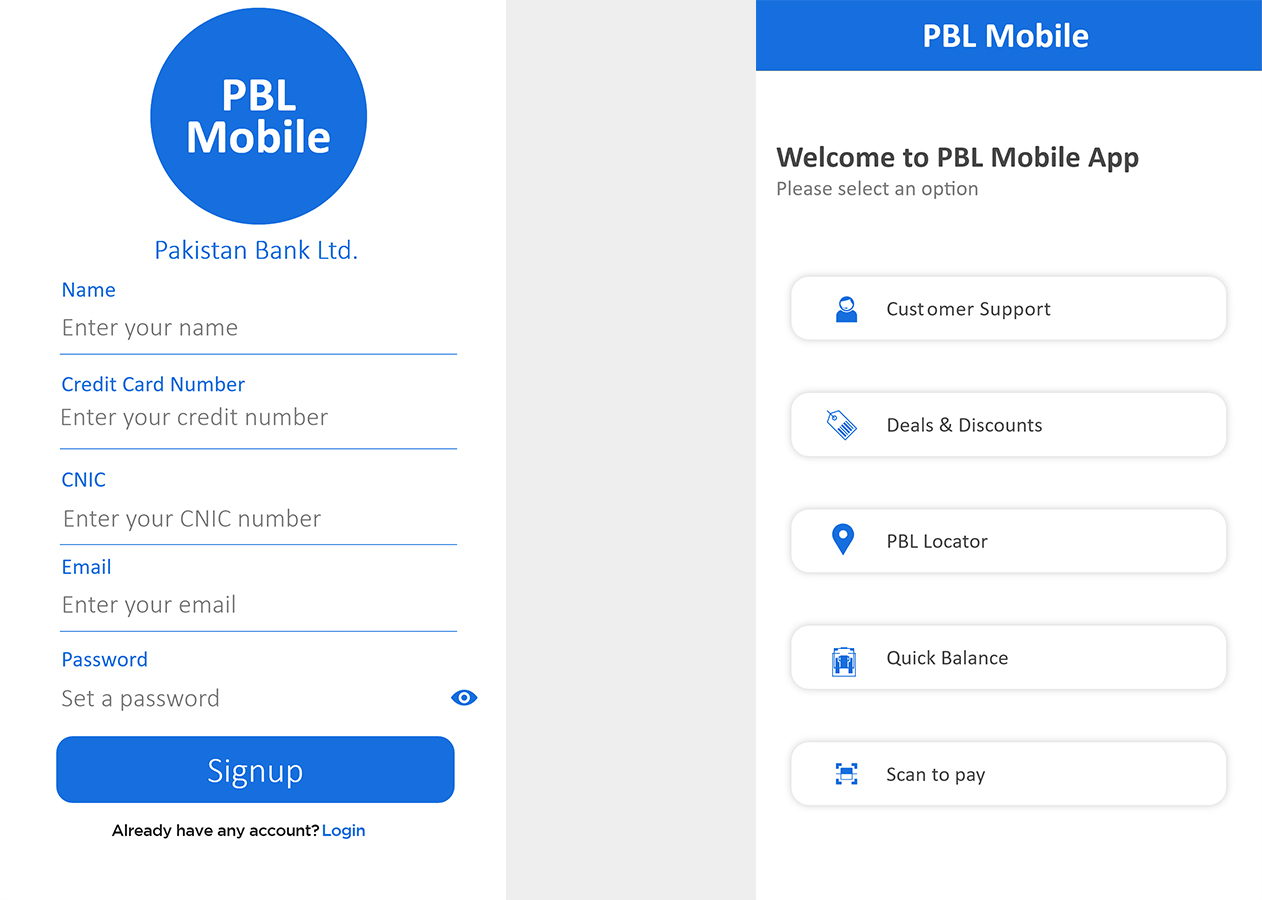 PBL
Mobile
Pakistan Bank Ltd.
Name
Enter your name
Credit Card Number
Enter your credit number
CNIC
Enter your CNIC number
Email
Enter your email
Password
Set a password
Signup
Already have any account? Login
PBL Mobile
Welcome to PBL Mobile App
Please select an option
Customer Support
Deals & Discounts
PBL Locator
Quick Balance
Scan to pay